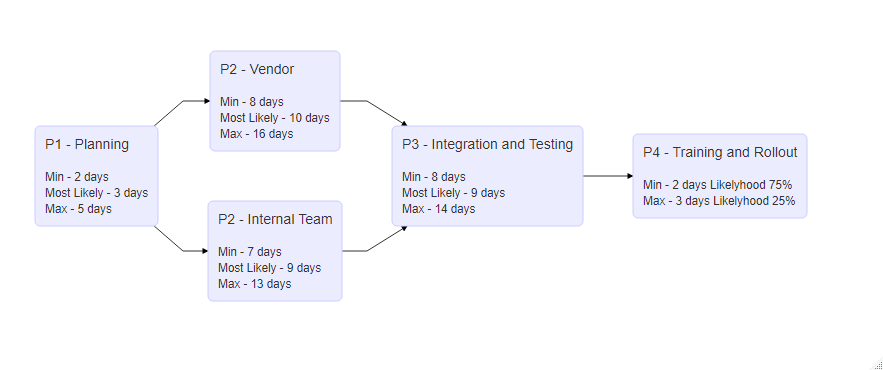 P2 - Vendor
Min - 8 days
Most Likely - 10 days
Max - 16 days
P1 - Planning
Min - 2 days
Most Likely - 3 days
Max - 5 days
P2 - Internal Team
Min - 7 days
Most Likely - 9 days
Max - 13 days
P3 - Integration and Testing
Min - 8 days
Most Likely - 9 days
Max - 14 days
P4 - Training and Rollout
Min - 2 days Likelyhood 75%
Max - 3 days Likelyhood 25%